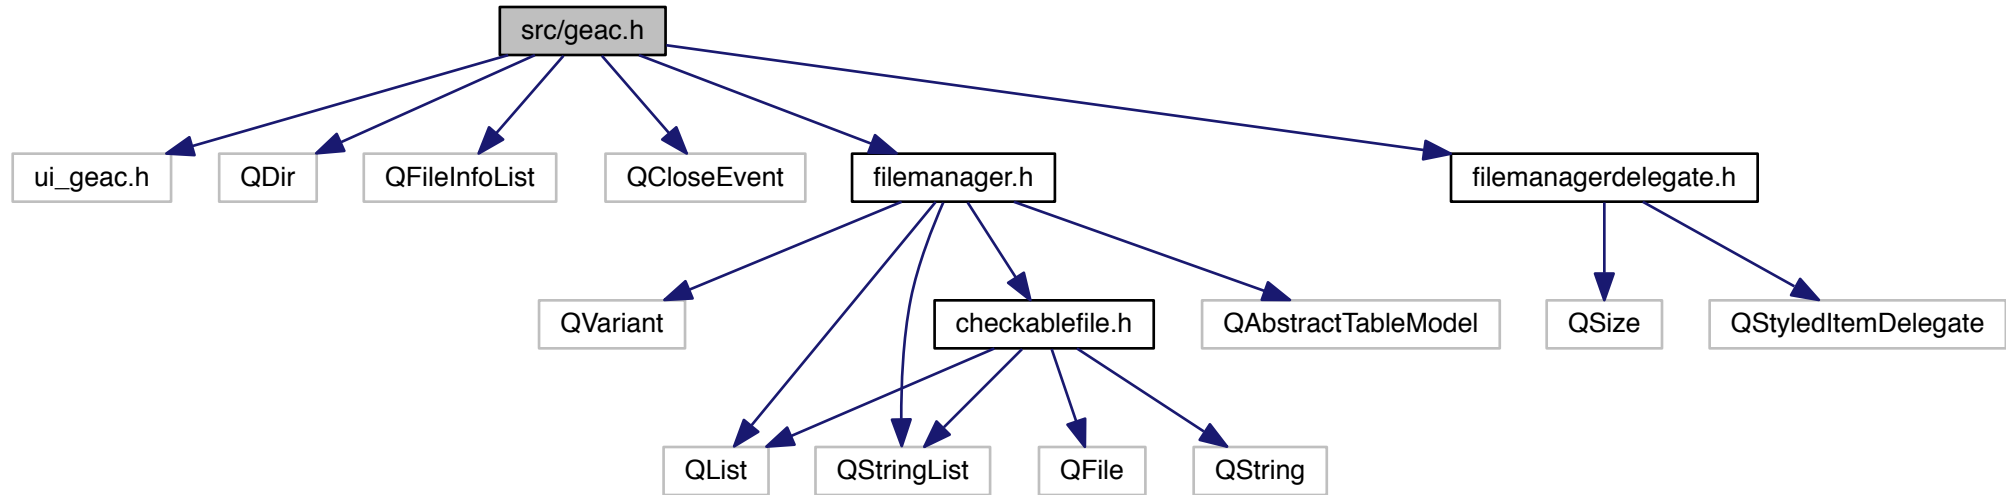 src/geac.h
ui_geac.h
QDir
QFileInfoList
QCloseEvent
filemanager.h
filemanagerdelegate.h
QVariant
checkablefile.h
QAbstractTableModel
QSize
QStyledItemDelegate
QList
QStringList
QFile
QString